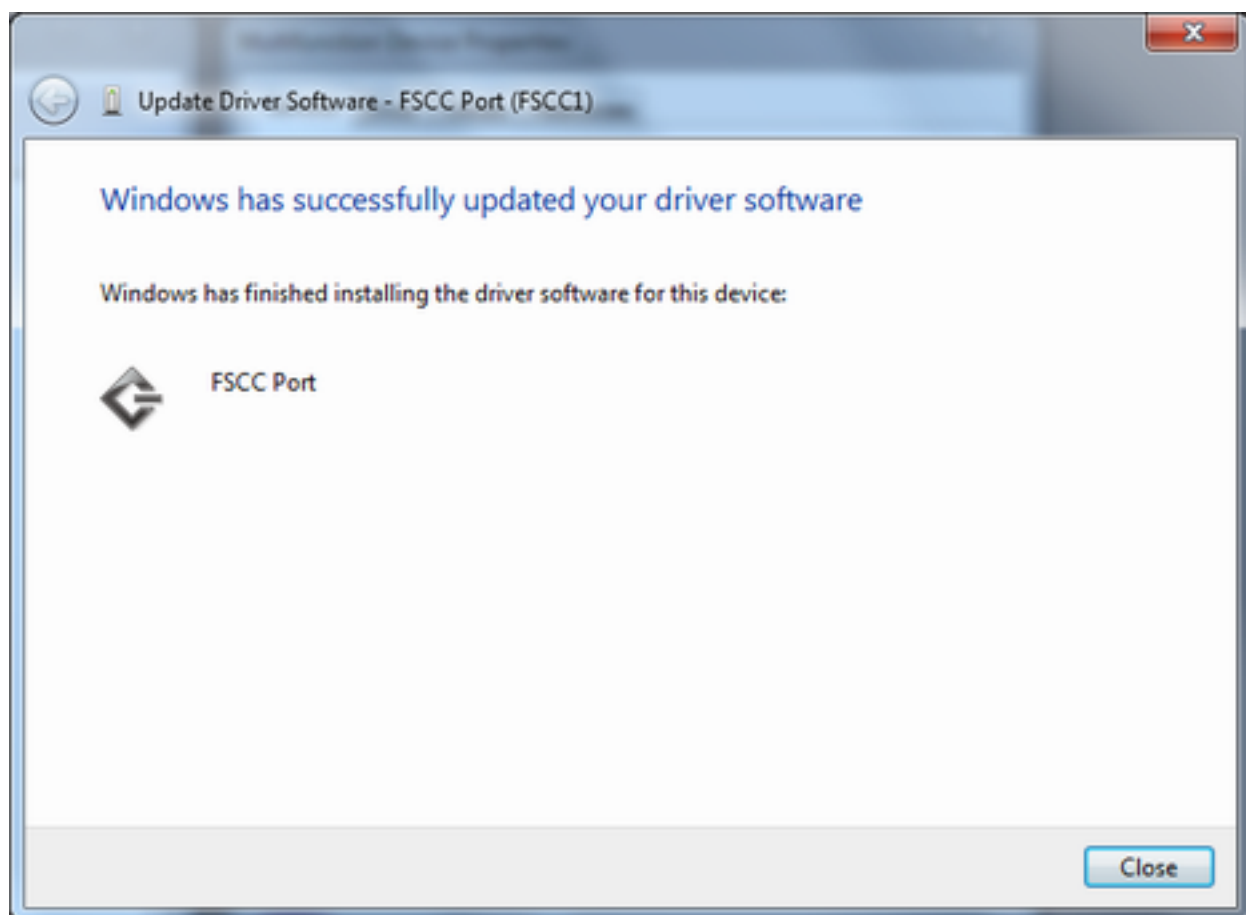 Update Driver Software - FSCC Port (FSCC1)
Windows has successfully updated your driver software
Windows has finished installing the driver software for this device:
FSCC Port
Close